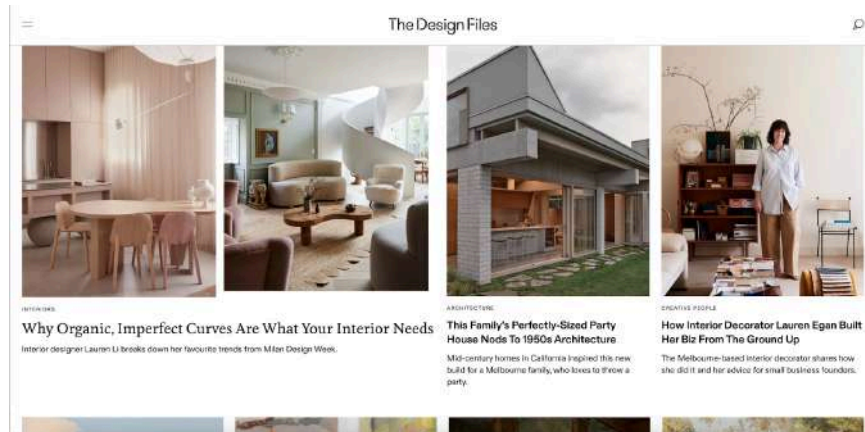 The Design Files
INTERIORS
Why Organic, Imperfect Curves Are What Your Interior Needs
Interior designer Lauren Li breaks down her favourite trends from Milan Design Week.
ARCHITECTURE
This Family's Perfectly-Sized Party
House Nods To 1950s Architecture
Mid-century homes in California inspired this new
build for a Melbourne family, who loves to throw a
party.
CREATIVE PEOPLE
How Interior Decorator Lauren Egan Built
Her Biz From The Ground Up
The Melbourne-based interior decorator shares how
she did it and her advice for small business founders.